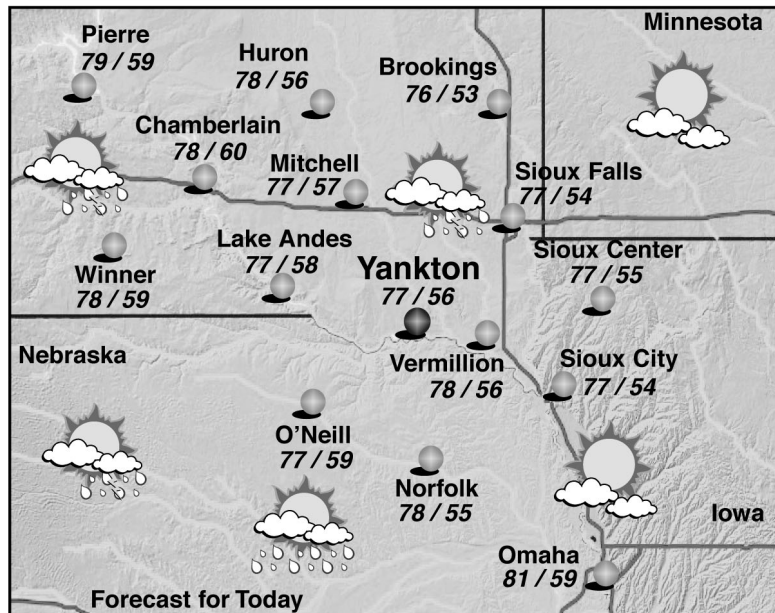 Pierre
79 / 59
Huron
78 / 56
Brookings
76 / 53
Minnesota
Chamberlain
78 / 60
Mitchell
77 / 57
Sioux Falls
77 / 54
Winner
78 / 59
Lake Andes
77 / 58
Yankton
77 / 56
Sioux Center
77 / 55
Nebraska
Vermillion
78 / 56
Sioux City
77 / 54
O'Neill
77 / 59
Norfolk
78 / 55
Iowa
Omaha
81 / 59
Forecast for Today